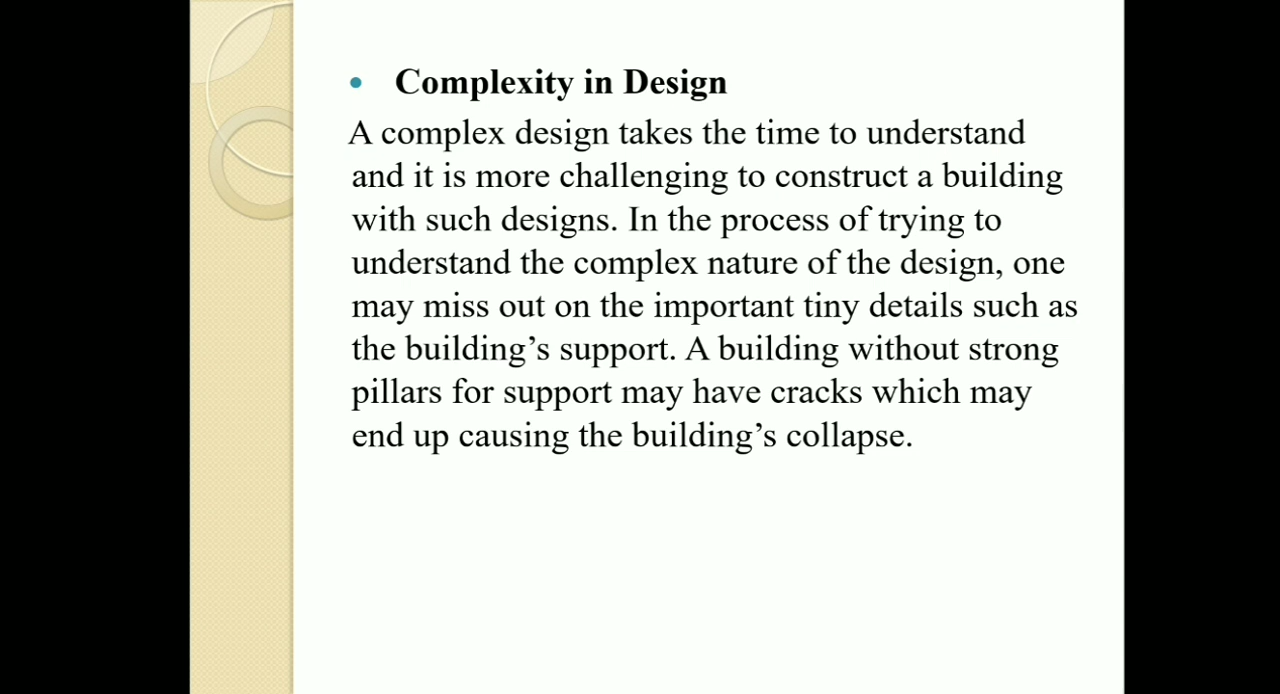 • Complexity in Design
A complex design takes the time to understand
and it is more challenging to construct a building
with such designs. In the process of trying to
understand the complex nature of the design, one
may miss out on the important tiny details such as
the building’s support. A building without strong
pillars for support may have cracks which may
end up causing the building’s collapse.